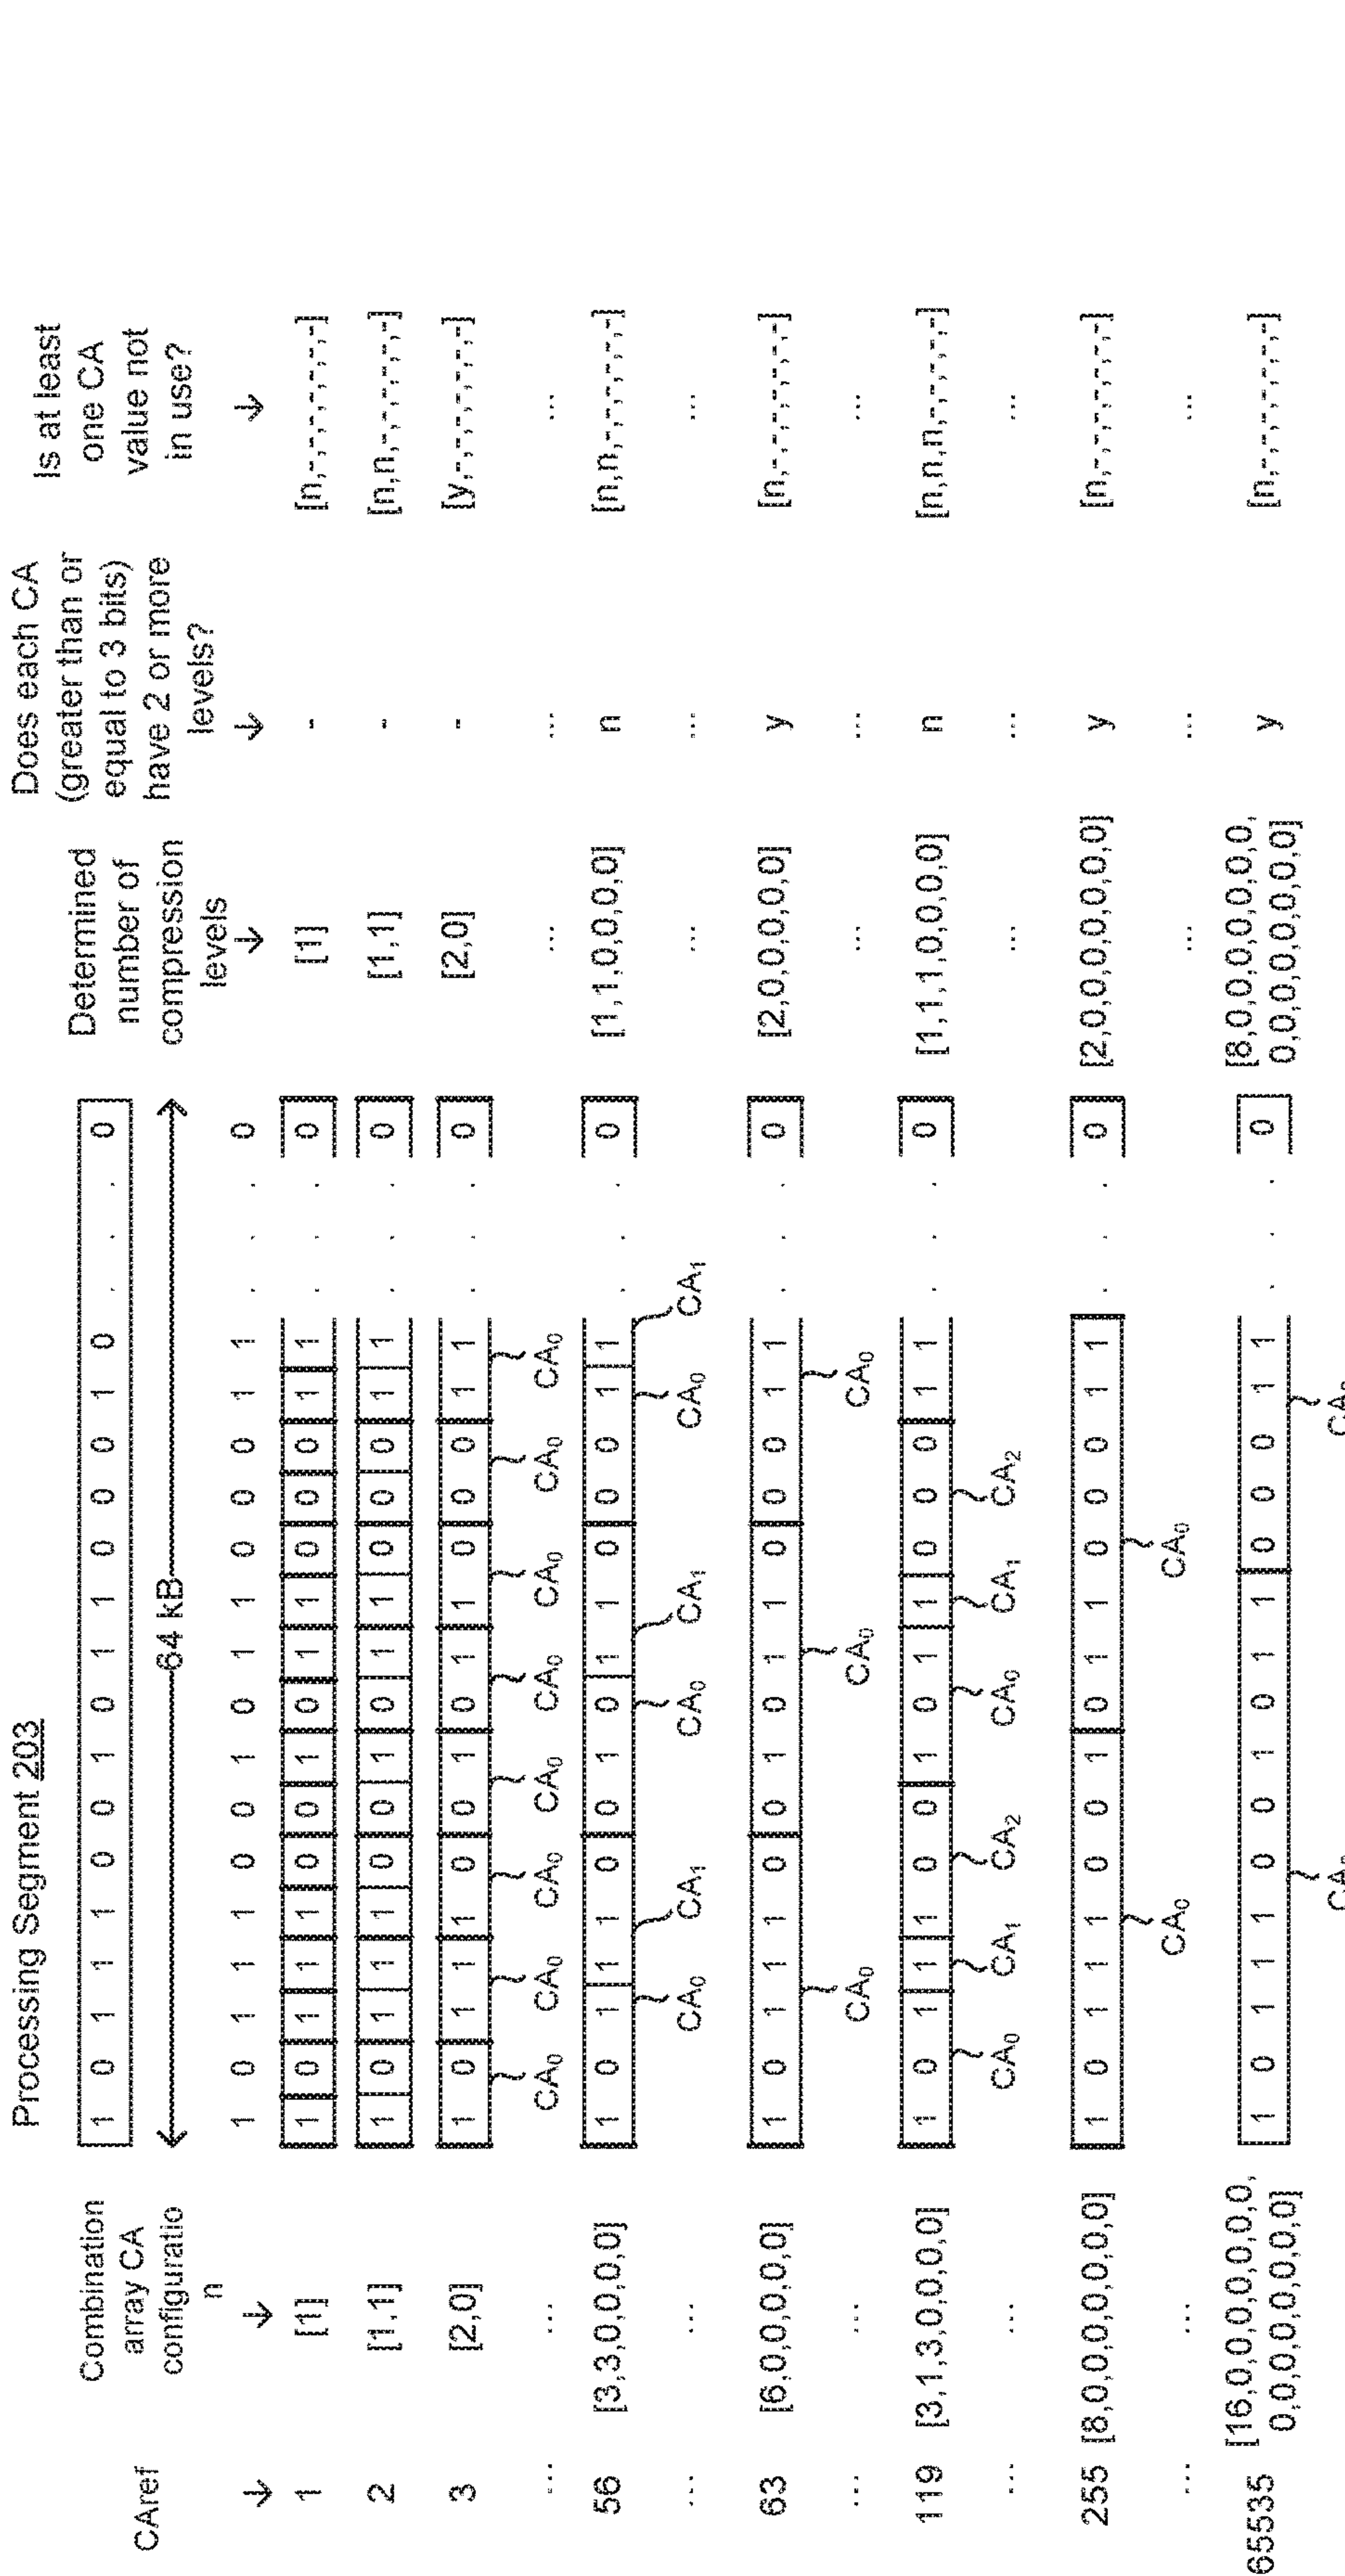 Processing Segment 203
CAref
Combination
array CA
configuratio
n
1 0 1 1 1 0 0 1 0 1 1 0 0 0 1 0 . . . 0
64 kB
Determined
number of
compression
levels
Does each CA
(greater than or
equal to 3 bits)
have 2 or more
levels?
Is at least
one CA
value not
in use?
↓ ↓ 1 0 1 1 1 0 0 1 0 1 1 0 0 0 1 1 . . . 0 ↓ ↓ ↓
1 [1] 1 0 1 1 1 0 0 1 0 1 1 0 0 0 1 1 . . . 0 [1] - [n,-,-,-,-,-,-]
2 [1,1] 1 0 1 1 1 0 0 1 0 1 1 0 0 0 1 1 . . . 0 [1,1] - [n,n,-,-,-,-,-]
3 [2,0] 1 0 1 1 1 0 0 1 0 1 1 0 0 0 1 1 . . . 0 [2,0] - [y,-,-,-,-,-,-]
CA₀ CA₀ CA₀ CA₀ CA₀ CA₀ CA₀ CA₀
... ... ... ... ...
56 [3,3,0,0,0,0] 1 0 1 1 1 0 0 1 0 1 1 0 0 0 1 1 . . . 0 [1,1,0,0,0,0] n [n,n,-,-,-,-,-]
CA₀ CA₁ CA₀ CA₁ CA₀ CA₁
... ... ... ... ...
63 [6,0,0,0,0,0] 1 0 1 1 1 0 0 1 0 1 1 0 0 0 1 1 . . . 0 [2,0,0,0,0,0] y [n,-,-,-,-,-,-]
CA₀ CA₀ CA₀
... ... ... ... ...
119 [3,1,3,0,0,0,0] 1 0 1 1 1 0 0 1 0 1 1 0 0 0 1 1 . . . 0 [1,1,1,0,0,0,0] n [n,n,n,-,-,-,-]
CA₀ CA₁ CA₂ CA₀ CA₁ CA₂
... ... ... ... ...
255 [8,0,0,0,0,0,0,0] 1 0 1 1 1 0 0 1 0 1 1 0 0 0 1 1 . . . 0 [2,0,0,0,0,0,0,0] y [n,-,-,-,-,-,-]
CA₀ CA₀
... ... ... ... ...
65535 [16,0,0,0,0,0,0,0, 1 0 1 1 1 0 0 1 0 1 1 0 0 0 1 1 . . . 0 [8,0,0,0,0,0,0,0, y [n,-,-,-,-,-,-]
0,0,0,0,0,0,0,0] 0,0,0,0,0,0,0,0]